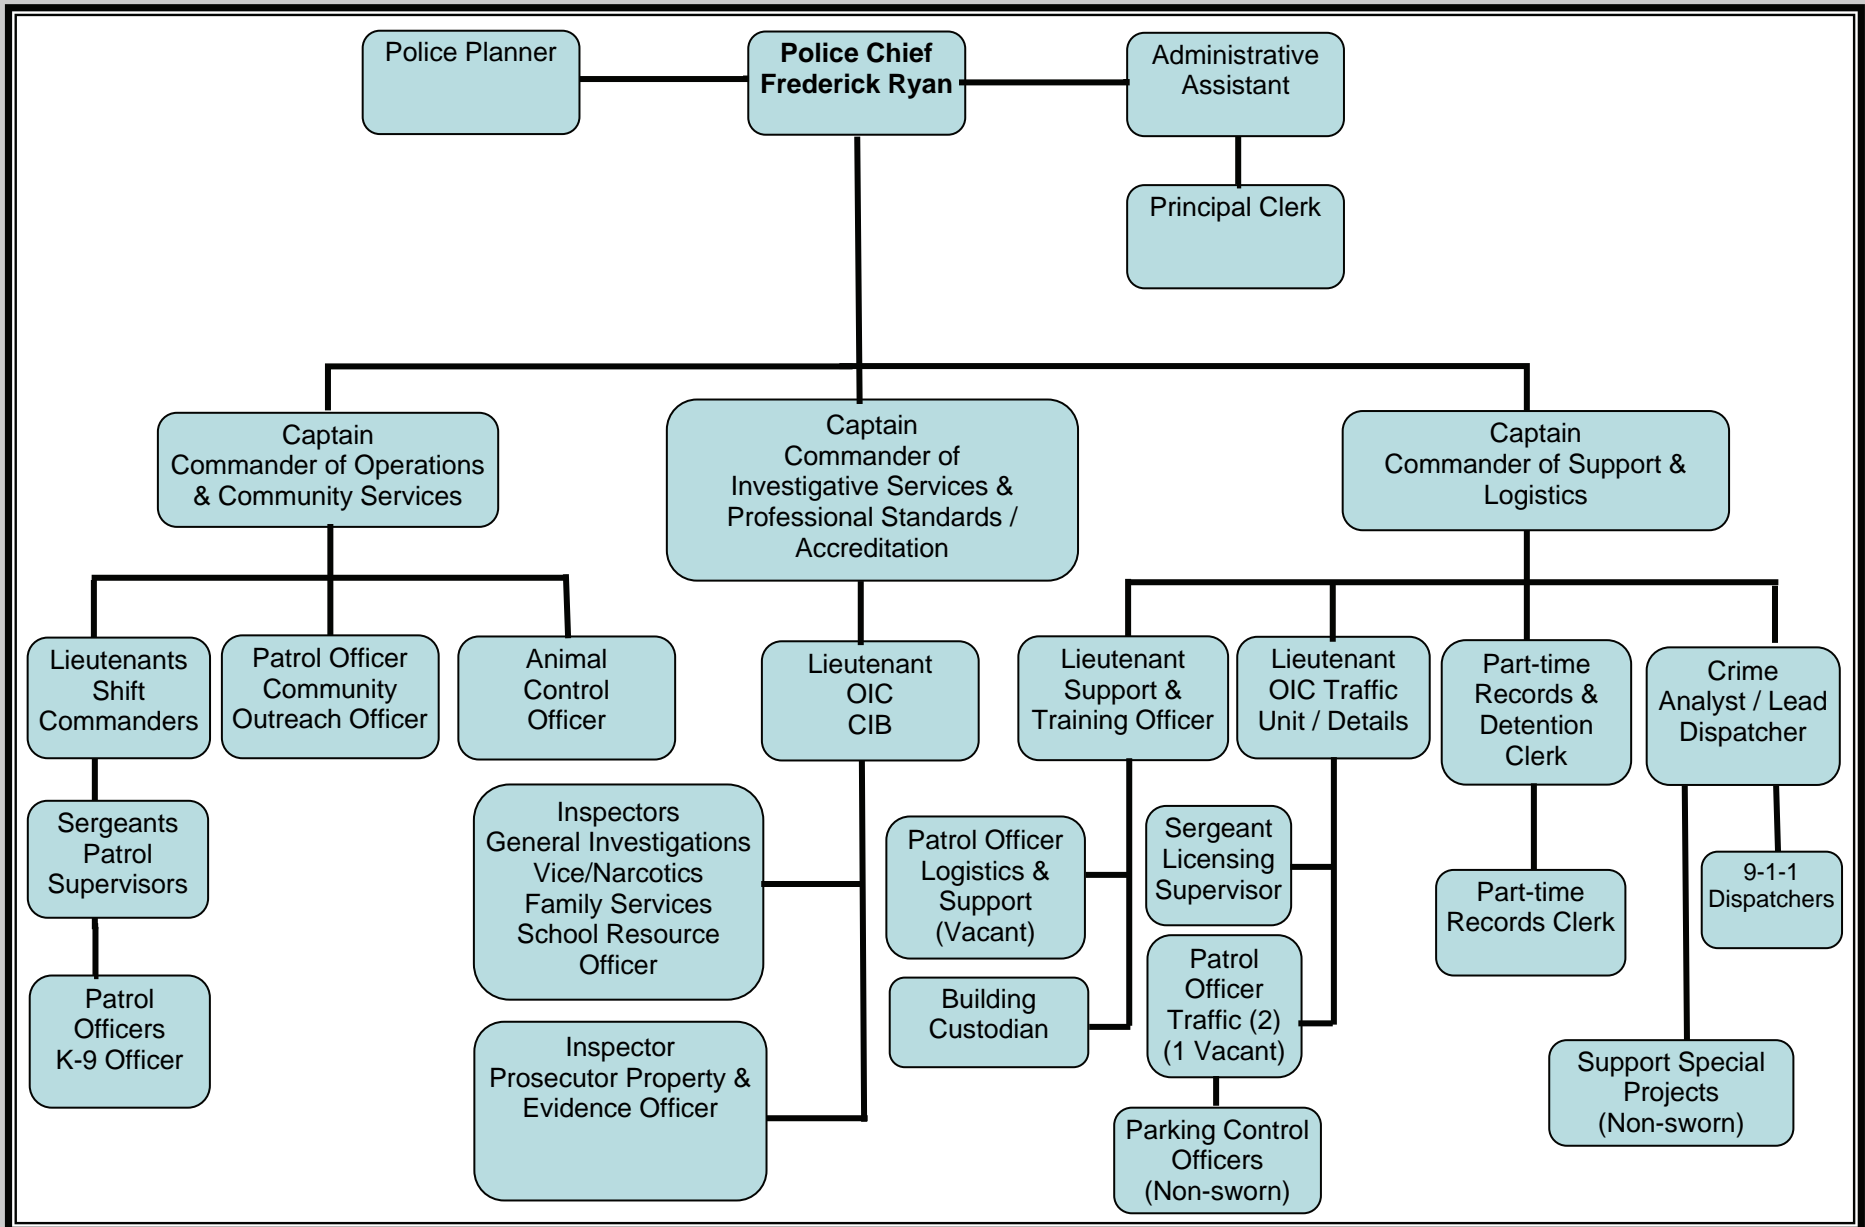 Police Planner
Police Chief
Frederick Ryan
Administrative
Assistant
Principal Clerk
Captain
Commander of Operations
& Community Services
Captain
Commander of
Investigative Services &
Professional Standards /
Accreditation
Captain
Commander of Support &
Logistics
Lieutenants
Shift
Commanders
Patrol Officer
Community
Outreach Officer
Animal
Control
Officer
Lieutenant
OIC
CIB
Lieutenant
Support &
Training Officer
Lieutenant
OIC Traffic
Unit / Details
Part-time
Records &
Detention
Clerk
Crime
Analyst / Lead
Dispatcher
Sergeants
Patrol
Supervisors
Inspectors
General Investigations
Vice/Narcotics
Family Services
School Resource
Officer
Patrol Officer
Logistics &
Support
(Vacant)
Sergeant
Licensing
Supervisor
Part-time
Records Clerk
9-1-1
Dispatchers
Patrol
Officers
K-9 Officer
Inspector
Prosecutor Property &
Evidence Officer
Building
Custodian
Patrol
Officer
Traffic (2)
(1 Vacant)
Parking Control
Officers
(Non-sworn)
Support Special
Projects
(Non-sworn)